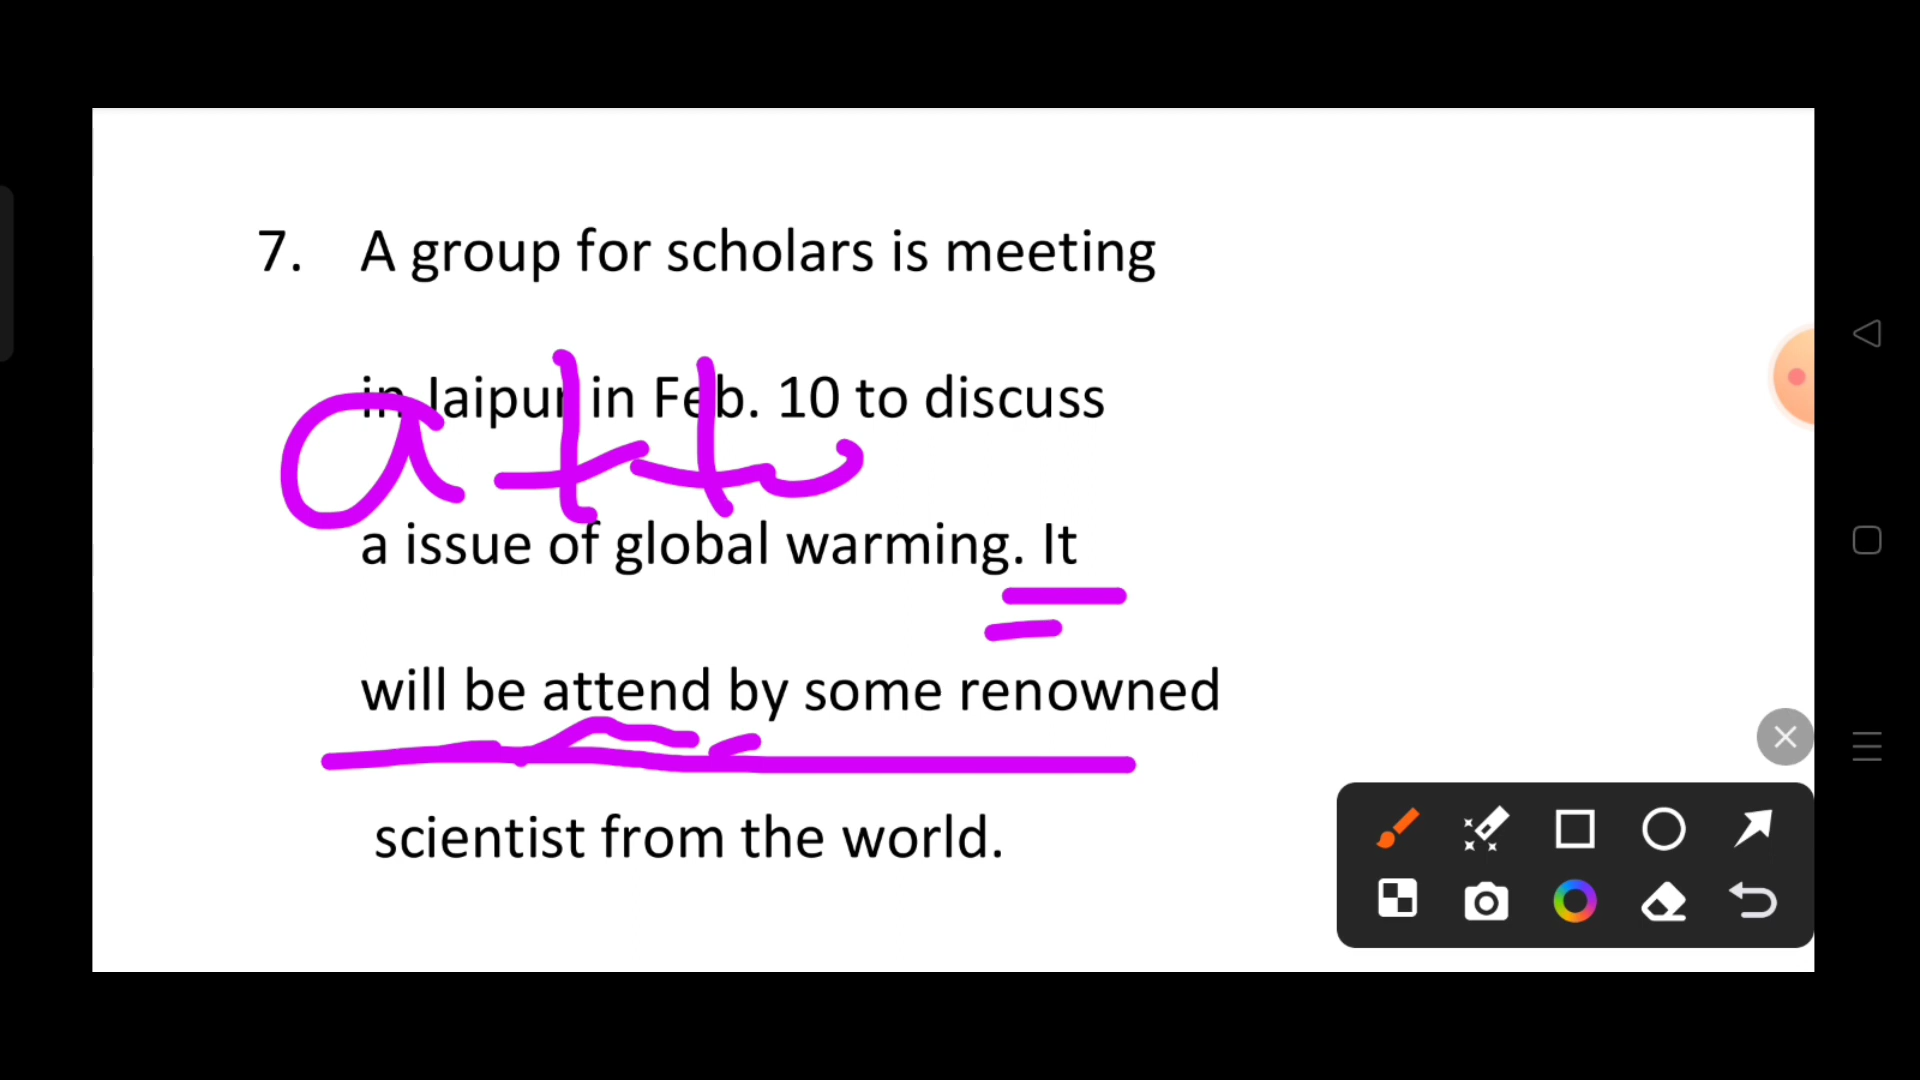 7. A group for scholars is meeting
in Jaipur in Feb. 10 to discuss
a issue of global warming. It
will be attend by some renowned
scientist from the world.